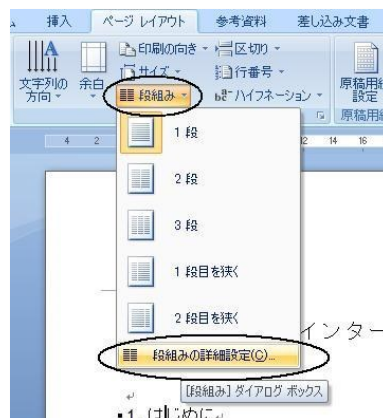 挿入 ページ レイアウト 参考資料 差し込み文書
文字列の方向 余白 印刷の向き 区切り
サイズ 行番号
段組み ハイフネーション 原稿用紙設定
原稿用紙
4 2 12 14 16
1 段
2 段
3 段
1 段目を狭く
2 段目を狭く
インター
段組みの詳細設定(C)...
[段組み] ダイアログ ボックス
1. はじめに